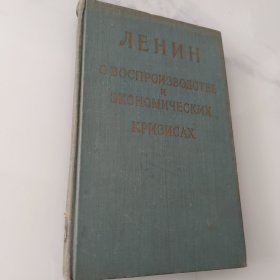 ЛЕНИН
О ВОСПРОИЗВОДСТВЕ
И
ЭКОНОМИЧЕСКИХ
КРИЗИСАХ